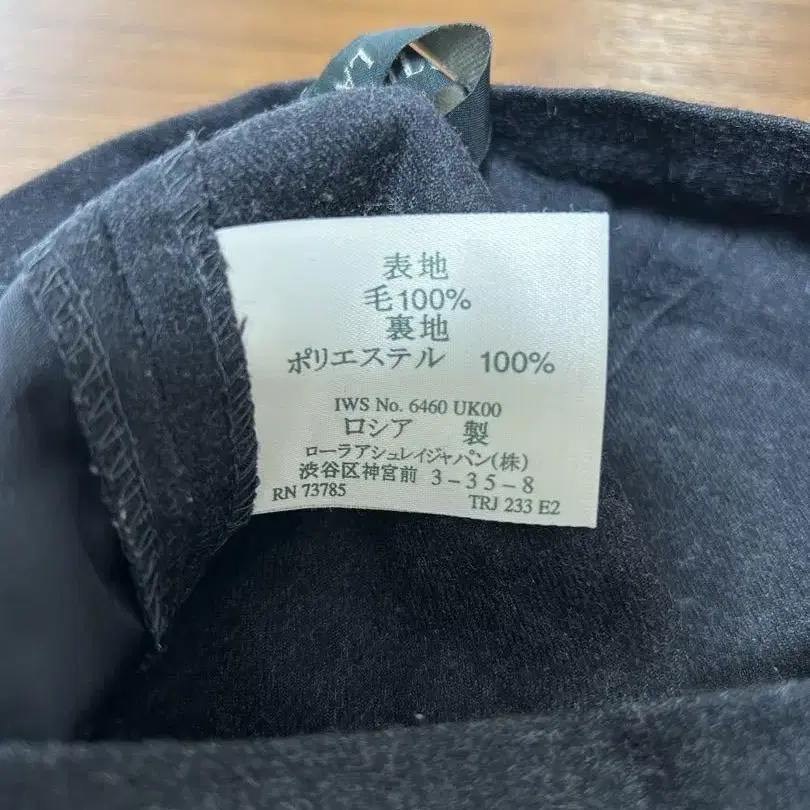 表地
毛100%
裏地
ポリエステル 100%
IWS No. 6460 UK00
ロシア 製
ローラアシュレイジャパン(株)
渋谷区神宮前 3-35-8
RN 73785
TRJ 233 E2